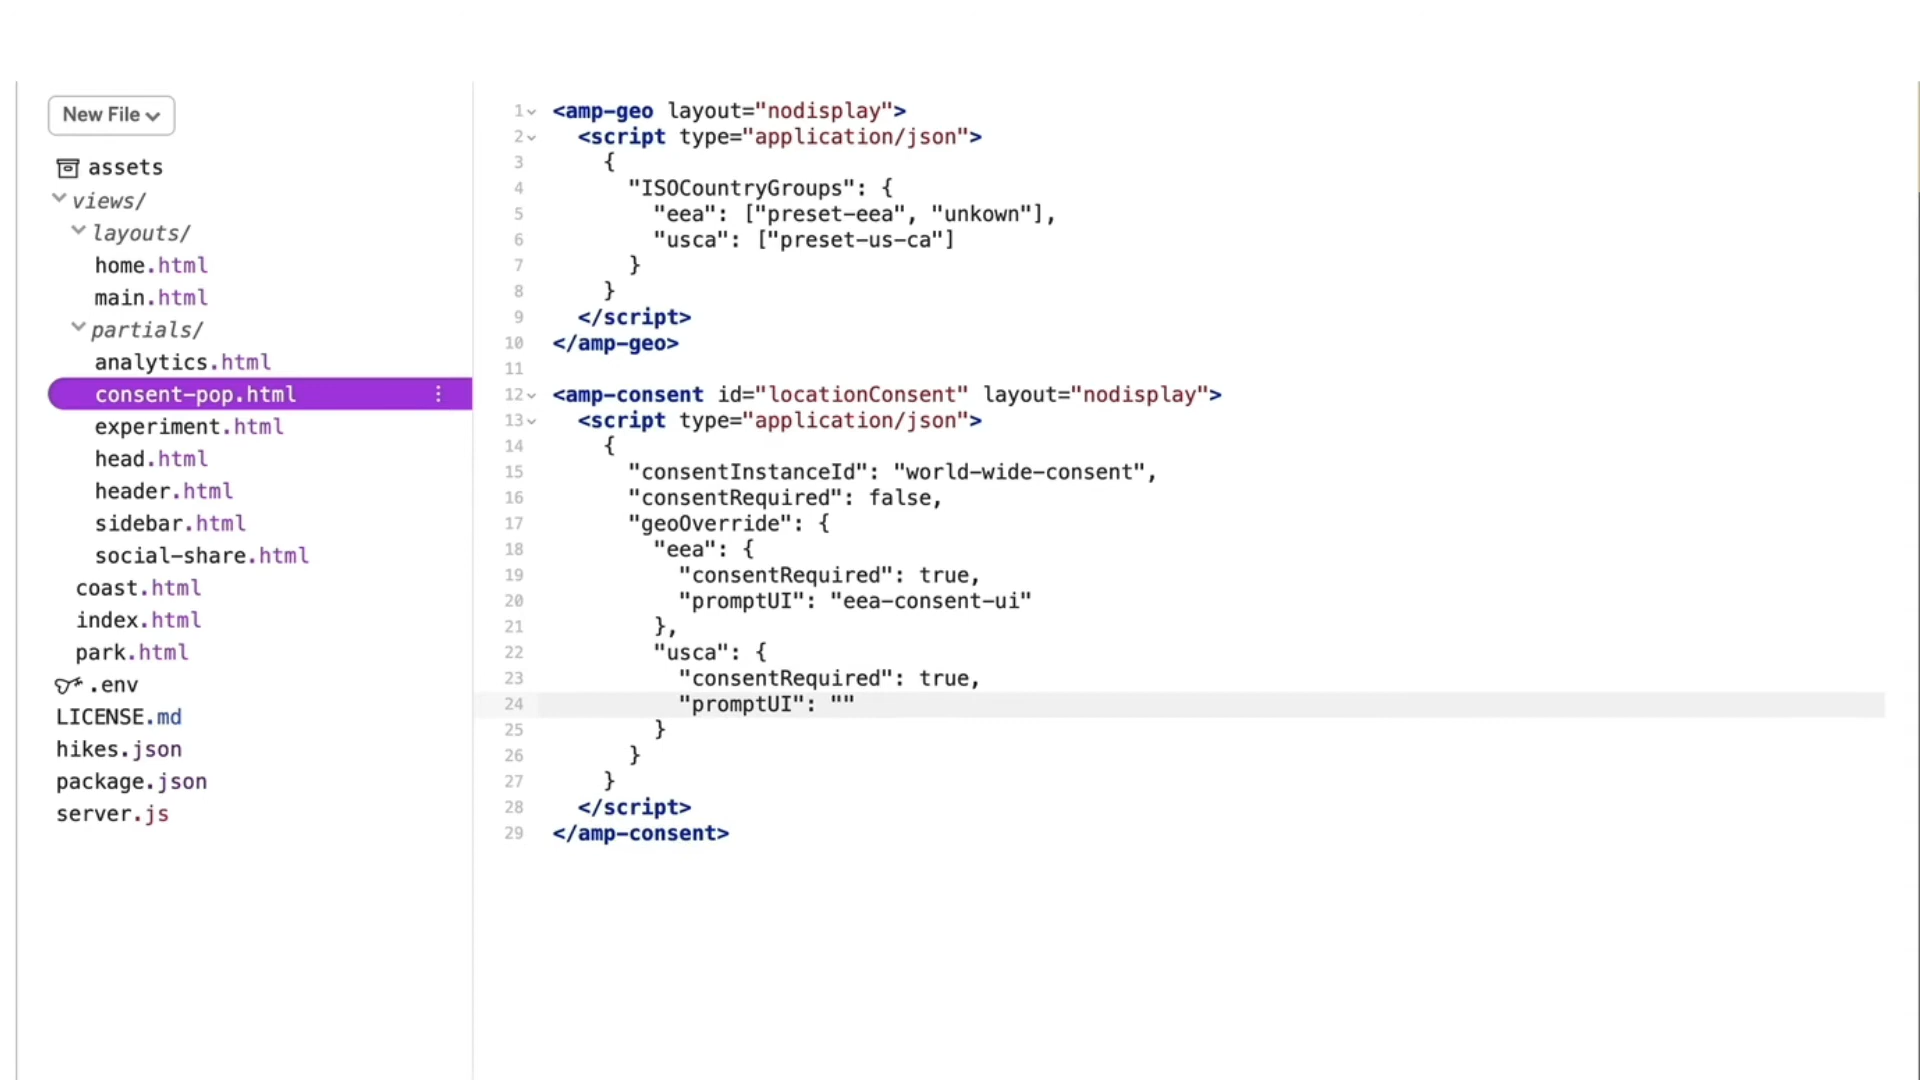 New File
assets
views/
layouts/
home.html
main.html
partials/
analytics.html
consent-pop.html
experiment.html
head.html
header.html
sidebar.html
social-share.html
coast.html
index.html
park.html
.env
LICENSE.md
hikes.json
package.json
server.js
1 <amp-geo layout="nodisplay">
2 <script type="application/json">
3 {
4 "ISOCountryGroups": {
5 "eea": ["preset-eea", "unkown"],
6 "usca": ["preset-us-ca"]
7 }
8 }
9 </script>
10 </amp-geo>
11
12 <amp-consent id="locationConsent" layout="nodisplay">
13 <script type="application/json">
14 {
15 "consentInstanceId": "world-wide-consent",
16 "consentRequired": false,
17 "geoOverride": {
18 "eea": {
19 "consentRequired": true,
20 "promptUI": "eea-consent-ui"
21 },
22 "usca": {
23 "consentRequired": true,
24 "promptUI": ""
25 }
26 }
27 }
28 </script>
29 </amp-consent>